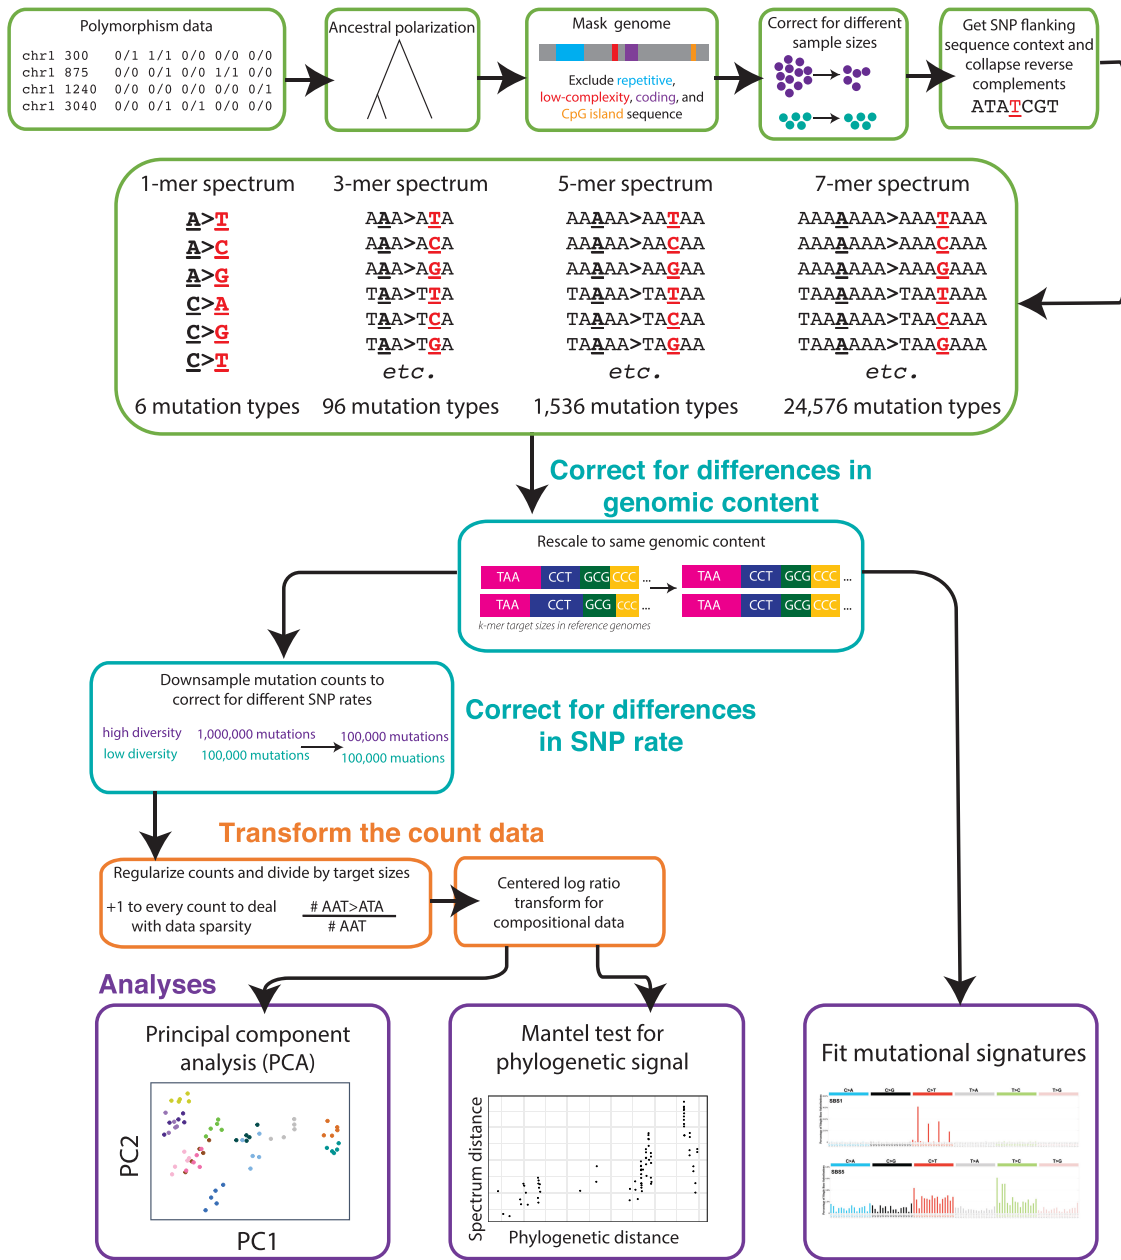 Polymorphism data
chr1 300 0/1 1/1 0/0 0/0 0/0
chr1 875 0/0 0/0 0/0 1/1 0/0
chr1 1240 0/0 0/0 0/0 0/0 0/1
chr1 3040 0/0 0/1 0/1 0/0 0/0
Ancestral polarization
Mask genome
Exclude repetitive,
low-complexity, coding, and
CpG island sequence
Correct for different
sample sizes
Get SNP flanking
sequence context and
collapse reverse
complements
ATATCGT
1-mer spectrum
A>T
A>C
A>G
C>A
C>G
C>T
6 mutation types
3-mer spectrum
AAA>ATA
AAA>ACA
AAA>AGA
TAA>TTA
TAA>TCA
TAA>TGA
etc.
96 mutation types
5-mer spectrum
AAAAA>AATAA
AAAAA>AACAA
AAAAA>AAGAA
TAAAA>TATAA
TAAAA>TACAA
TAAAA>TAGAA
etc.
1,536 mutation types
7-mer spectrum
AAAAAAA>AAATAAA
AAAAAAA>AAACAAA
AAAAAAA>AAAGAAA
TAAAAAA>TAATAAA
TAAAAAA>TAACAAA
TAAAAAA>TAAGAAA
etc.
24,576 mutation types
Correct for differences in
genomic content
Rescale to same genomic content
TAA CCT GCG CCC ... TAA CCT GCG CCC ...
TAA CCT GCG CCC ... TAA CCT GCG CCC ...
k-mer target sizes in reference genomes
Downsample mutation counts to
correct for different SNP rates
high diversity 1,000,000 mutations 100,000 mutations
low diversity 100,000 mutations 100,000 muations
Correct for differences
in SNP rate
Transform the count data
Regularize counts and divide by target sizes
+1 to every count to deal
with data sparsity
# AAT>ATA
# AAT
Centered log ratio
transform for
compositional data
Analyses
Principal component
analysis (PCA)
PC2
PC1
Mantel test for
phylogenetic signal
Spectrum distance
Phylogenetic distance
Fit mutational signatures
C>A C>G C>T T>A T>C T>G
SBS1
C>A C>G C>T T>A T>C T>G
SBS5